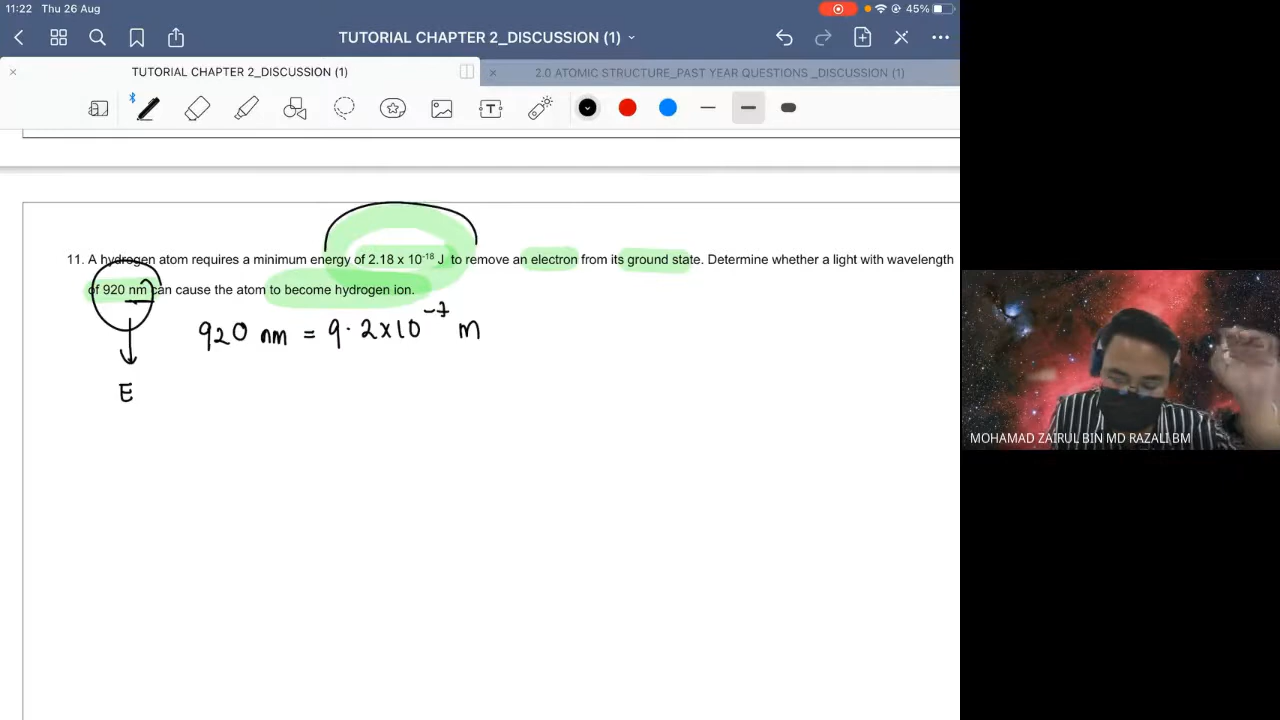 11:22 Thu 26 Aug 45%
TUTORIAL CHAPTER 2_DISCUSSION (1)
TUTORIAL CHAPTER 2_DISCUSSION (1) 2.0 ATOMIC STRUCTURE_PAST YEAR QUESTIONS _DISCUSSION (1)
11. A hydrogen atom requires a minimum energy of 2.18 x 10⁻¹⁸ J to remove an electron from its ground state. Determine whether a light with wavelength
of 920 nm can cause the atom to become hydrogen ion.
920 nm = 9.2x10⁻⁷ m
E
MOHAMAD ZAIRUL BIN MD RAZALI BM